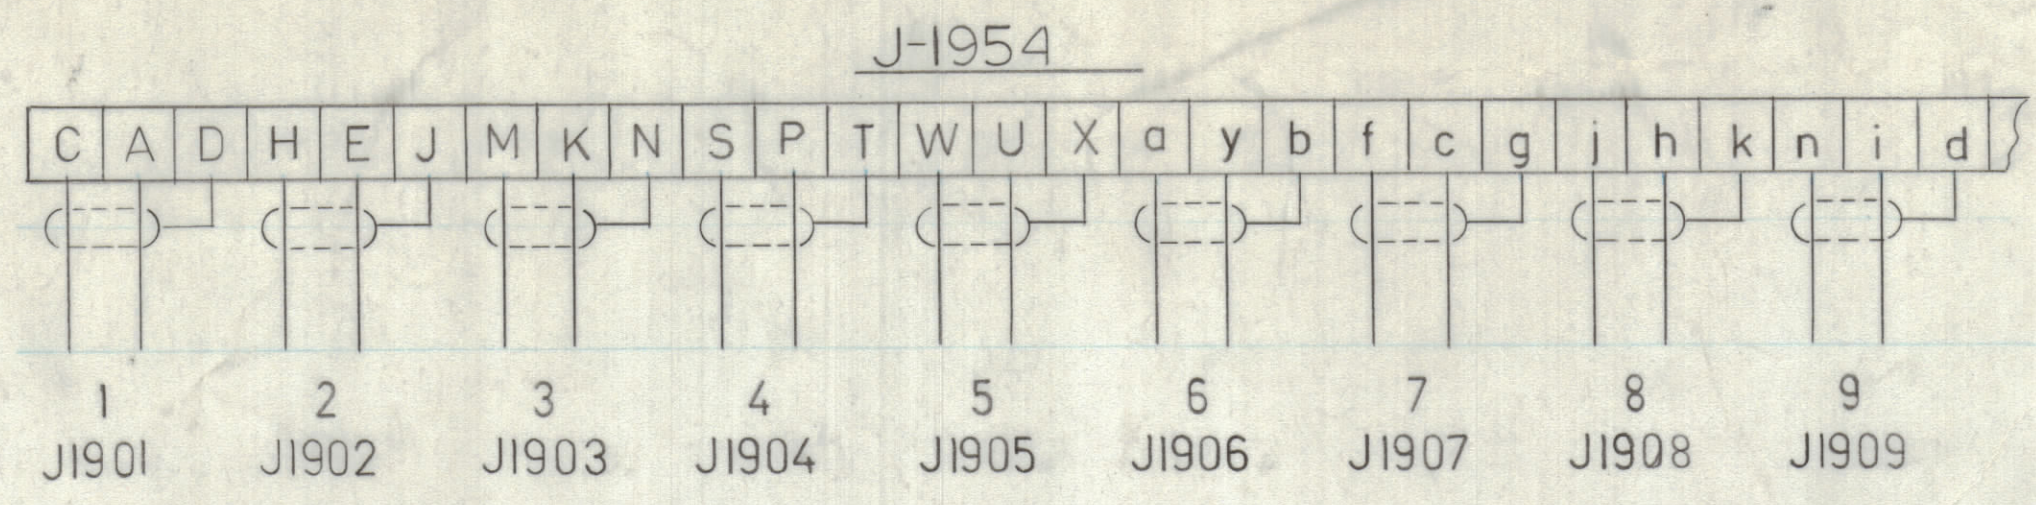 J-1954
C A D H E J M K N S P T W U X a y b f c g j h k n i d
1 2 3 4 5 6 7 8 9
J1901 J1902 J1903 J1904 J1905 J1906 J1907 J1908 J1909